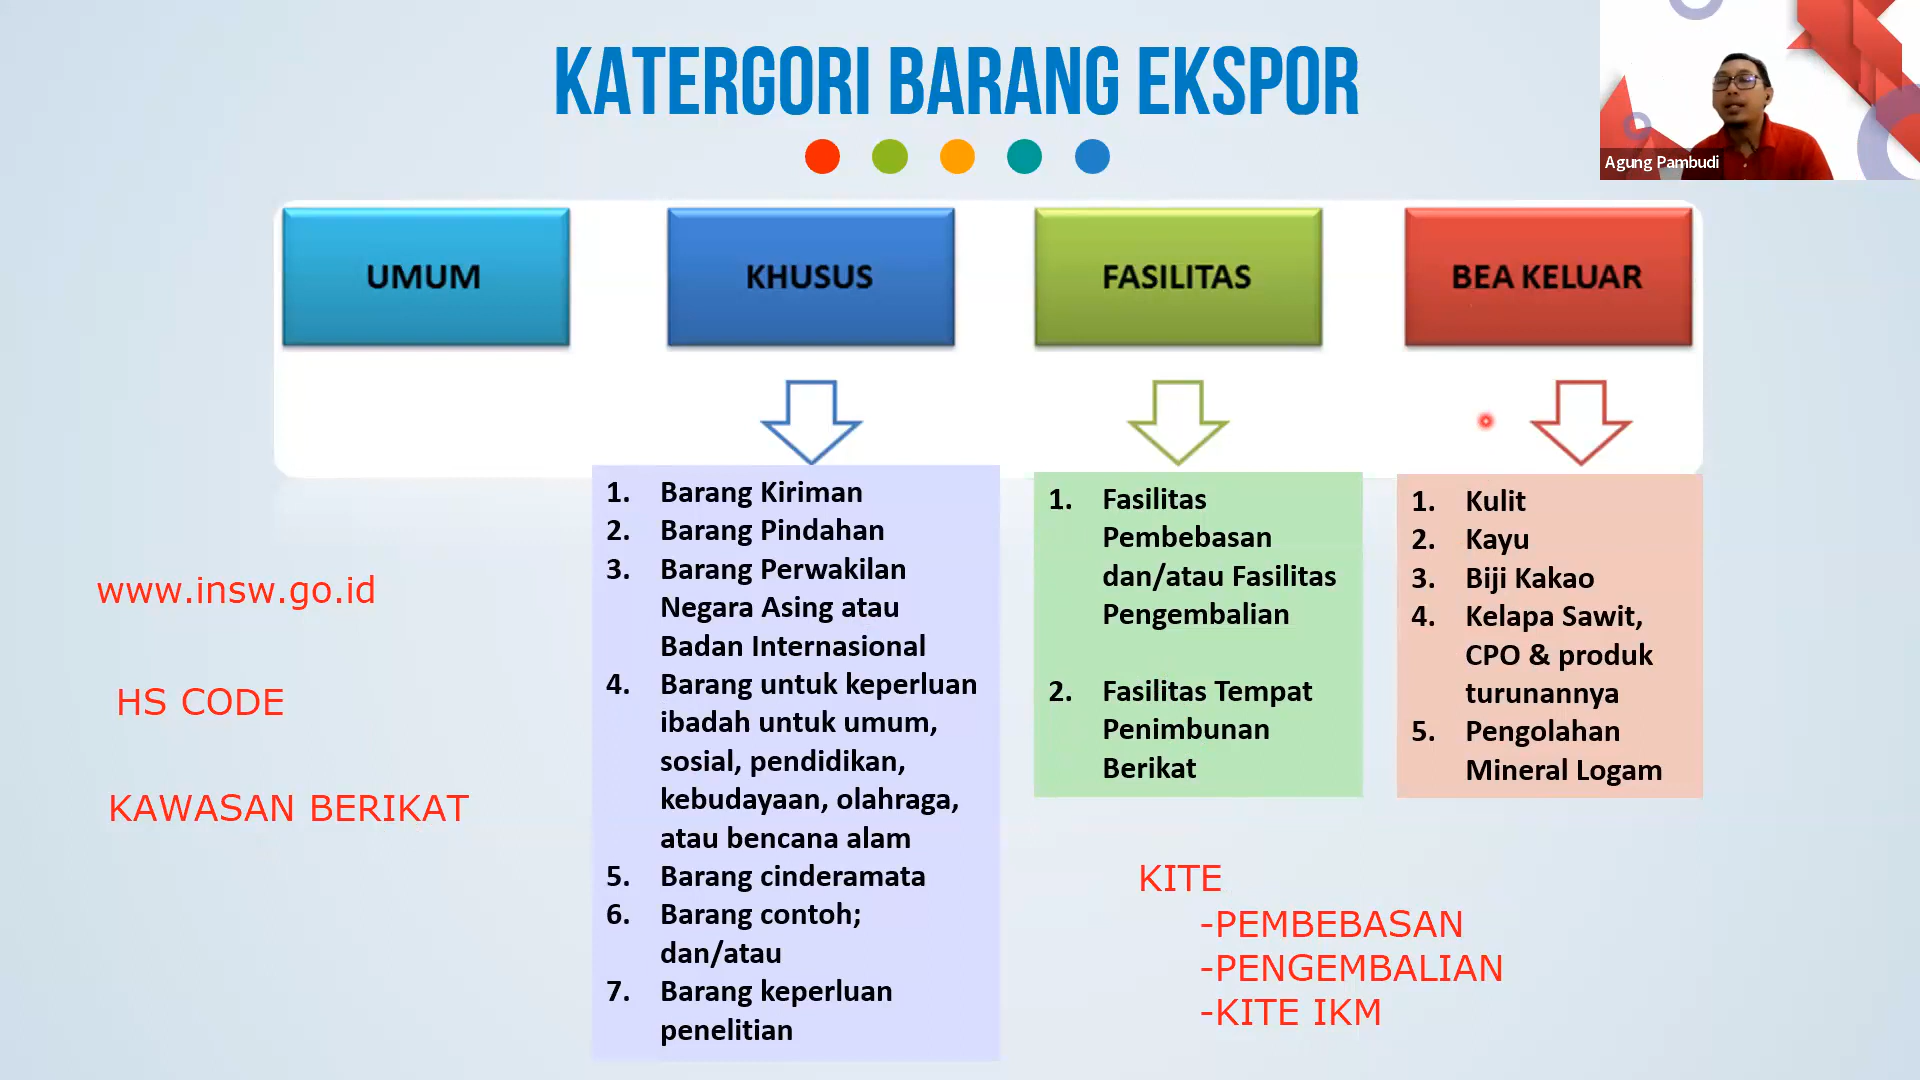 KATERGORI BARANG EKSPOR
Agung Pambudi
UMUM
KHUSUS
FASILITAS
BEA KELUAR
1. Barang Kiriman
2. Barang Pindahan
3. Barang Perwakilan
Negara Asing atau
Badan Internasional
4. Barang untuk keperluan
ibadah untuk umum,
sosial, pendidikan,
kebudayaan, olahraga,
atau bencana alam
5. Barang cinderamata
6. Barang contoh;
dan/atau
7. Barang keperluan
penelitian
1. Fasilitas
Pembebasan
dan/atau Fasilitas
Pengembalian
2. Fasilitas Tempat
Penimbunan
Berikat
1. Kulit
2. Kayu
3. Biji Kakao
4. Kelapa Sawit,
CPO & produk
turunannya
5. Pengolahan
Mineral Logam
www.insw.go.id
HS CODE
KAWASAN BERIKAT
KITE
-PEMBEBASAN
-PENGEMBALIAN
-KITE IKM